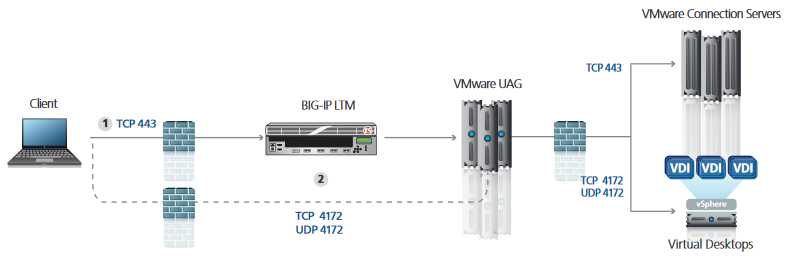 VMware Connection Servers
TCP 443
VMware UAG
BIG-IP LTM
Client
1 TCP 443
f5
2
VDI VDI VDI
TCP 4172
UDP 4172
vSphere
TCP 4172
UDP 4172
Virtual Desktops